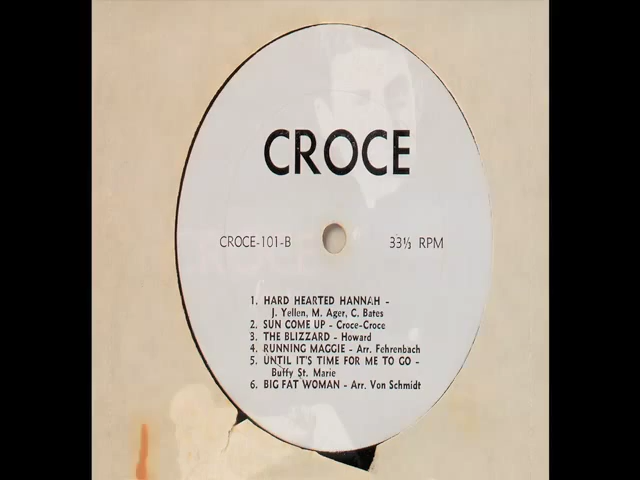 CROCE
CROCE-101-B 33⅓ RPM
1. HARD HEARTED HANNAH -
J. Yellen, M. Ager, C. Bates
2. SUN COME UP - Croce-Croce
3. THE BLIZZARD - Howard
4. RUNNING MAGGIE - Arr. Fehrenbach
5. UNTIL IT'S TIME FOR ME TO GO -
Buffy St. Marie
6. BIG FAT WOMAN - Arr. Von Schmidt
CROCE